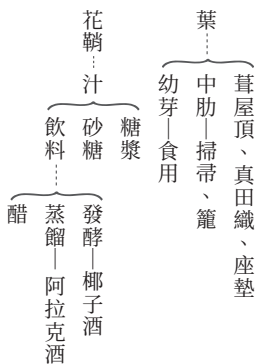 葉…
葺屋頂、真田織、座墊
中肋—掃帚、籠
幼芽—食用
花鞘…汁
糖漿
砂糖
飲料…
發酵—椰子酒
蒸餾—阿拉克酒
醋